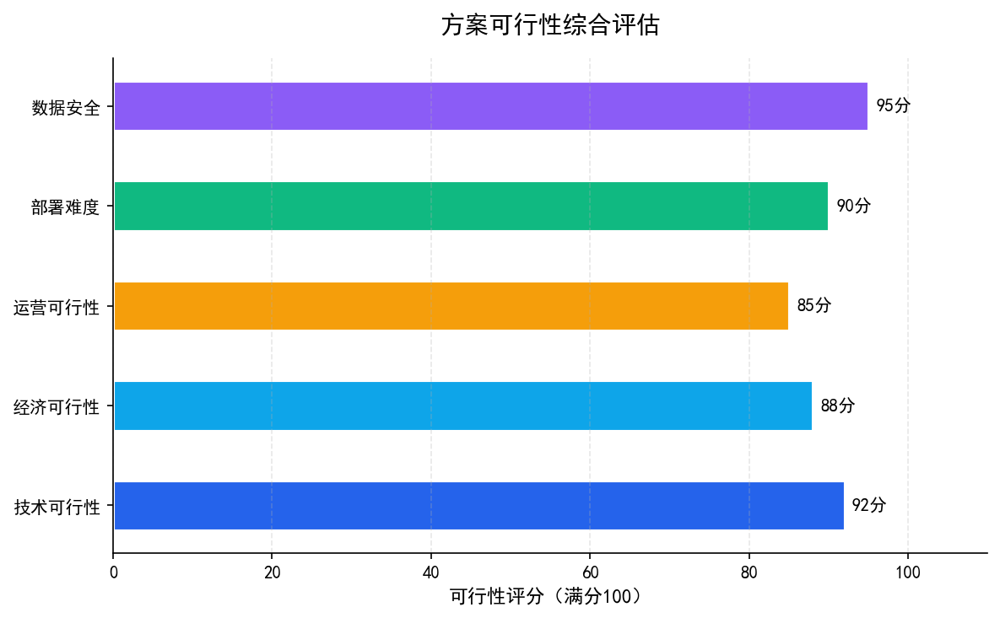 方案可行性综合评估
数据安全
95分
部署难度
90分
运营可行性
85分
经济可行性
88分
技术可行性
92分
0 20 40 60 80 100
可行性评分（满分100）